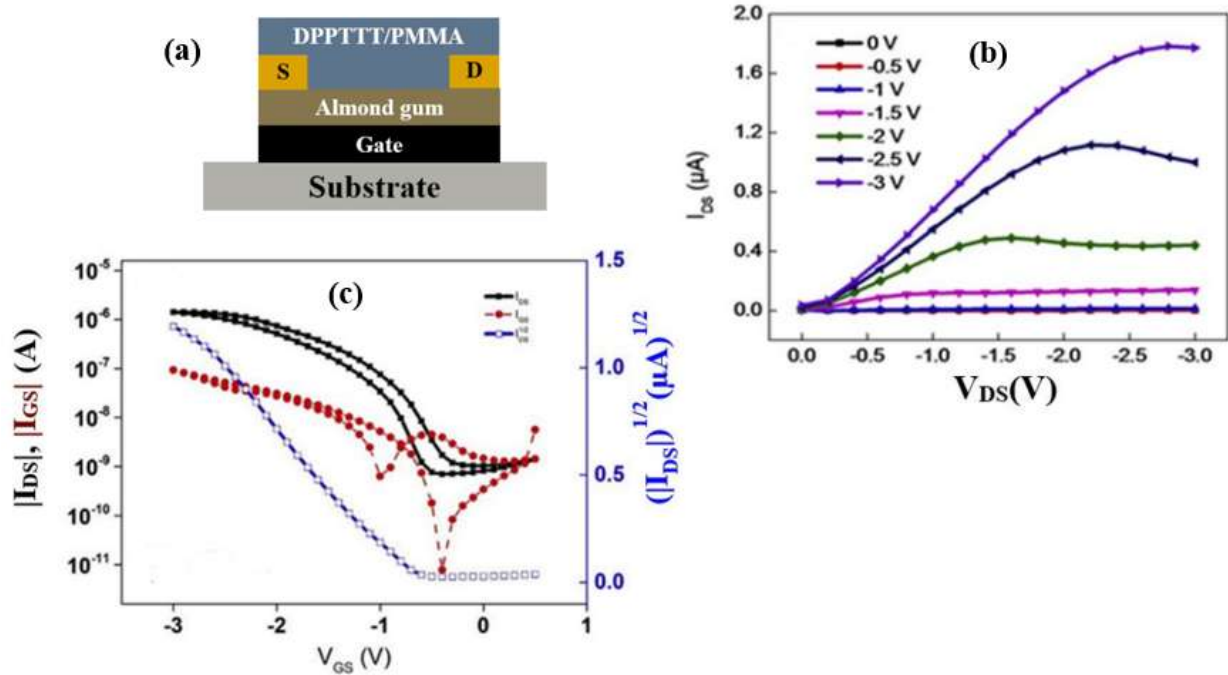 (a)
DPPTTT/PMMA
S
D
Almond gum
Gate
Substrate
(b)
2.0
1.6
1.2
0.8
0.4
0.0
I_DS (µA)
0 V
-0.5 V
-1 V
-1.5 V
-2 V
-2.5 V
-3 V
0.0 -0.5 -1.0 -1.5 -2.0 -2.5 -3.0
V_DS(V)
(c)
|I_DS|, |I_GS| (A)
10^-5
10^-6
10^-7
10^-8
10^-9
10^-10
10^-11
I_DS
I_GS
1.5
1.0
0.5
0.0
(|I_DS|)^1/2 (µA)^1/2
-3 -2 -1 0 1
V_GS (V)